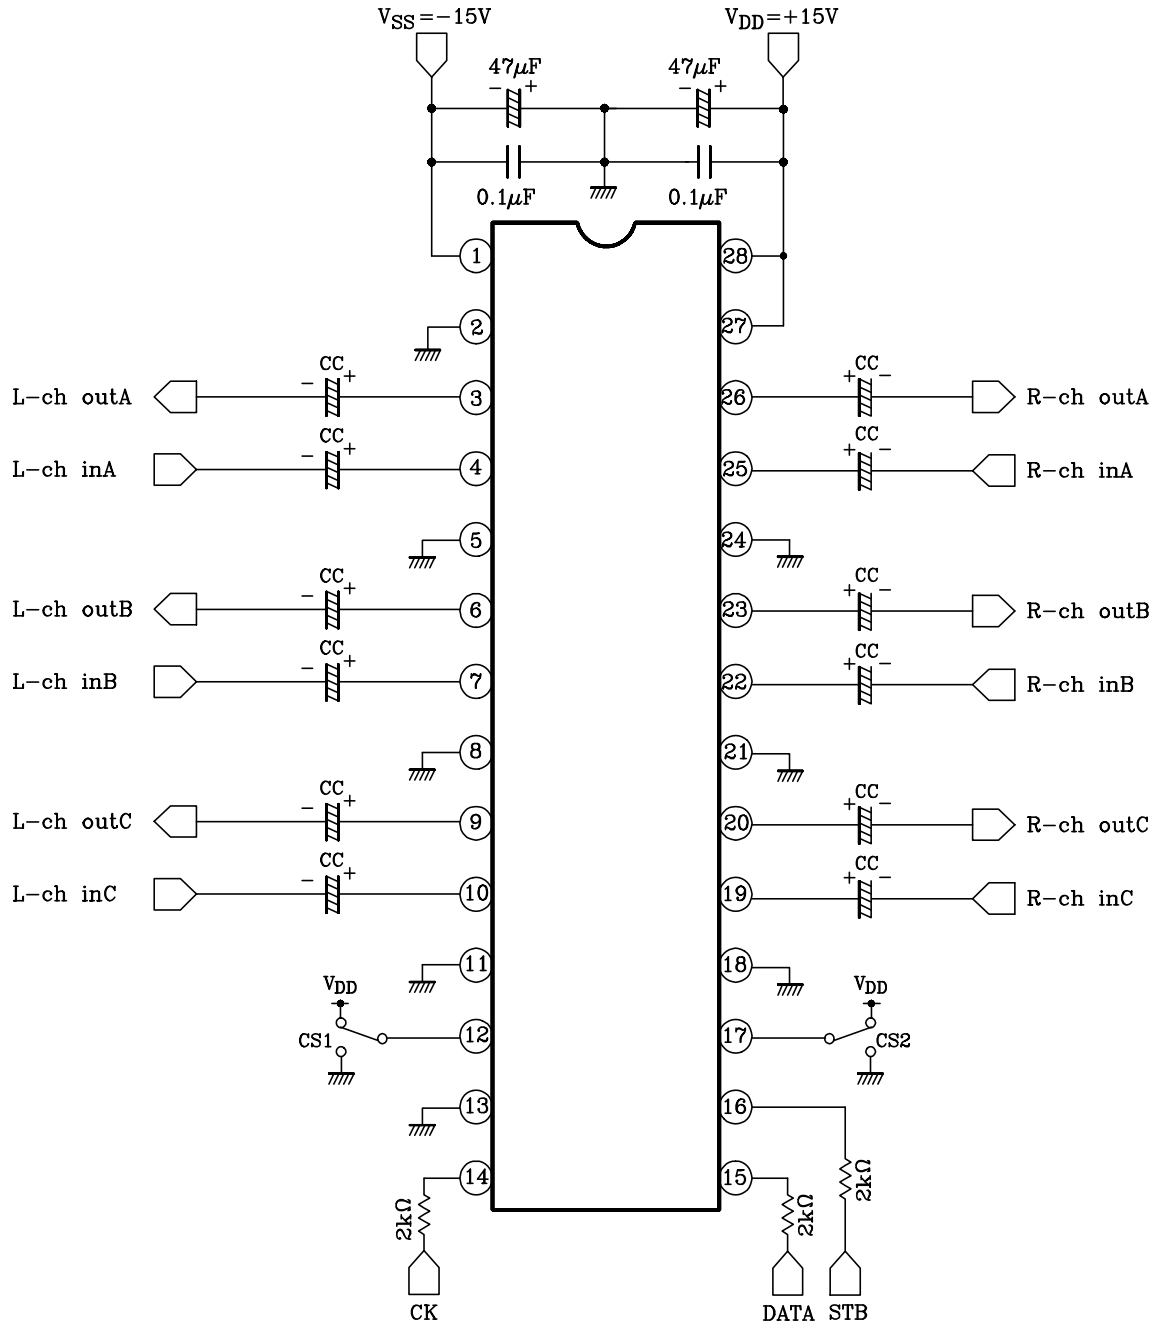 VSS=−15V VDD=+15V
47μF 47μF
− + − +
0.1μF 0.1μF
1 28
2 27
CC CC
− + + −
L-ch outA 3 26 R-ch outA
CC CC
− + + −
L-ch inA 4 25 R-ch inA
5 24
CC CC
− + + −
L-ch outB 6 23 R-ch outB
CC CC
− + + −
L-ch inB 7 22 R-ch inB
8 21
CC CC
− + + −
L-ch outC 9 20 R-ch outC
CC CC
− + + −
L-ch inC 10 19 R-ch inC
11 18
VDD VDD
CS1 12 17 CS2
13 16
14 15
2kΩ 2kΩ 2kΩ
CK DATA STB